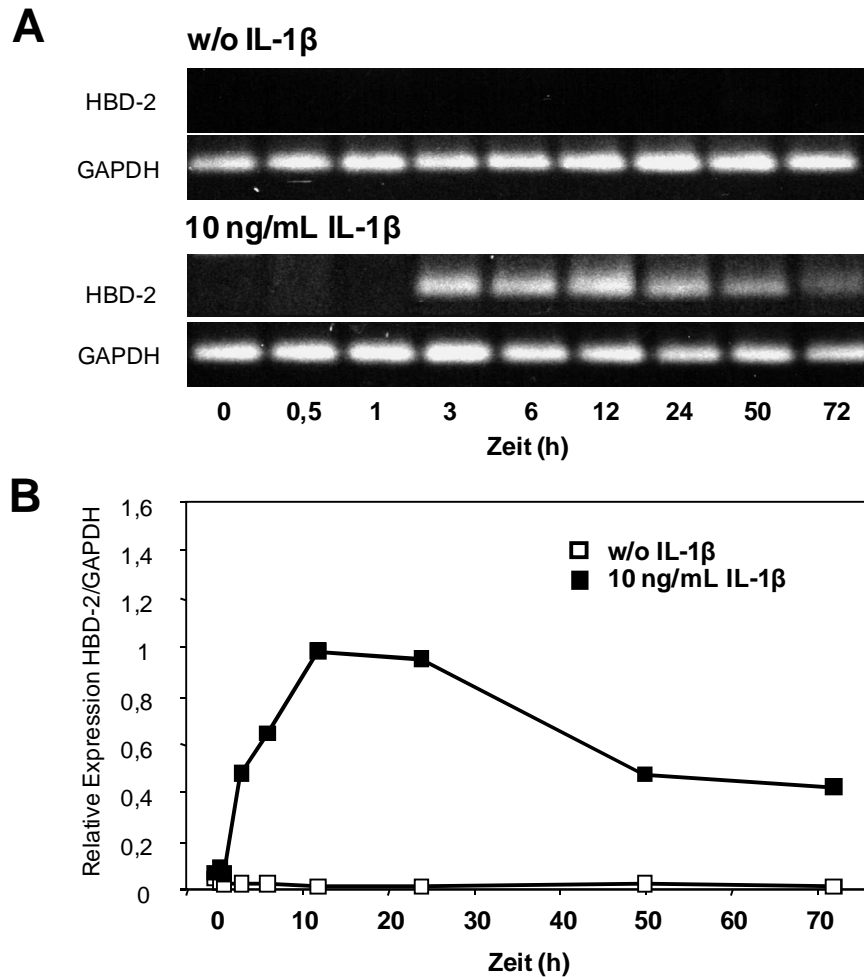 A
w/o IL-1β
HBD-2
GAPDH
10 ng/mL IL-1β
HBD-2
GAPDH
0 0,5 1 3 6 12 24 50 72
Zeit (h)
B
Relative Expression HBD-2/GAPDH
1,6
1,4
1,2
1
0,8
0,6
0,4
0,2
0
w/o IL-1β
10 ng/mL IL-1β
0 10 20 30 40 50 60 70
Zeit (h)